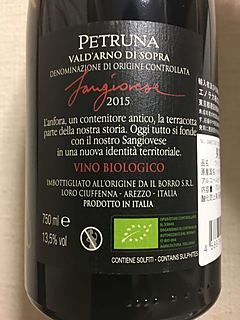 PETRUNA
VALD'ARNO DI SOPRA
DENOMINAZIONE DI ORIGINE CONTROLLATA
Sangiovese
2015
L'anfora, un contenitore antico, la terracotta
parte della nostra storia. Oggi tutto si fonde
con il nostro Sangiovese
in una nuova identità territoriale.
VINO BIOLOGICO
IMBOTTIGLIATO ALL'ORIGINE DA IL BORRO S.R.L.
LORO CIUFFENNA - AREZZO - ITALIA
PRODOTTO IN ITALIA
750 ml e
13,5% vol
CONTIENE SOLFITI - CONTAINS SULPHITES